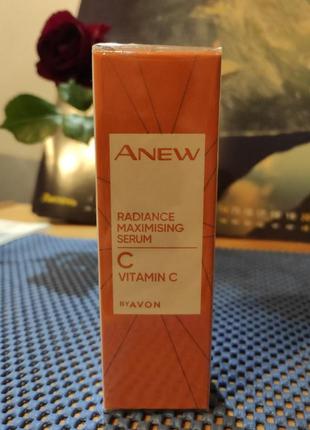 ANEW
RADIANCE
MAXIMISING
SERUM
C
VITAMIN C
BY AVON